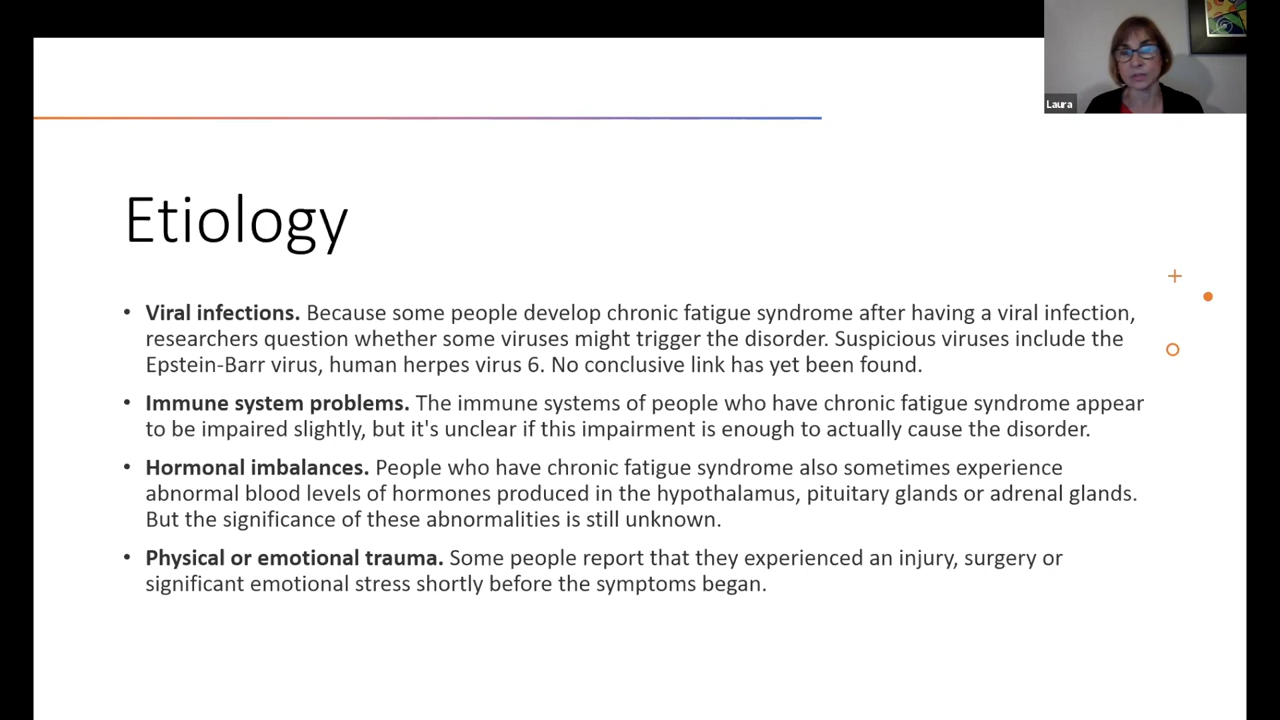 Laura
Etiology
• Viral infections. Because some people develop chronic fatigue syndrome after having a viral infection,
researchers question whether some viruses might trigger the disorder. Suspicious viruses include the
Epstein-Barr virus, human herpes virus 6. No conclusive link has yet been found.
• Immune system problems. The immune systems of people who have chronic fatigue syndrome appear
to be impaired slightly, but it's unclear if this impairment is enough to actually cause the disorder.
• Hormonal imbalances. People who have chronic fatigue syndrome also sometimes experience
abnormal blood levels of hormones produced in the hypothalamus, pituitary glands or adrenal glands.
But the significance of these abnormalities is still unknown.
• Physical or emotional trauma. Some people report that they experienced an injury, surgery or
significant emotional stress shortly before the symptoms began.